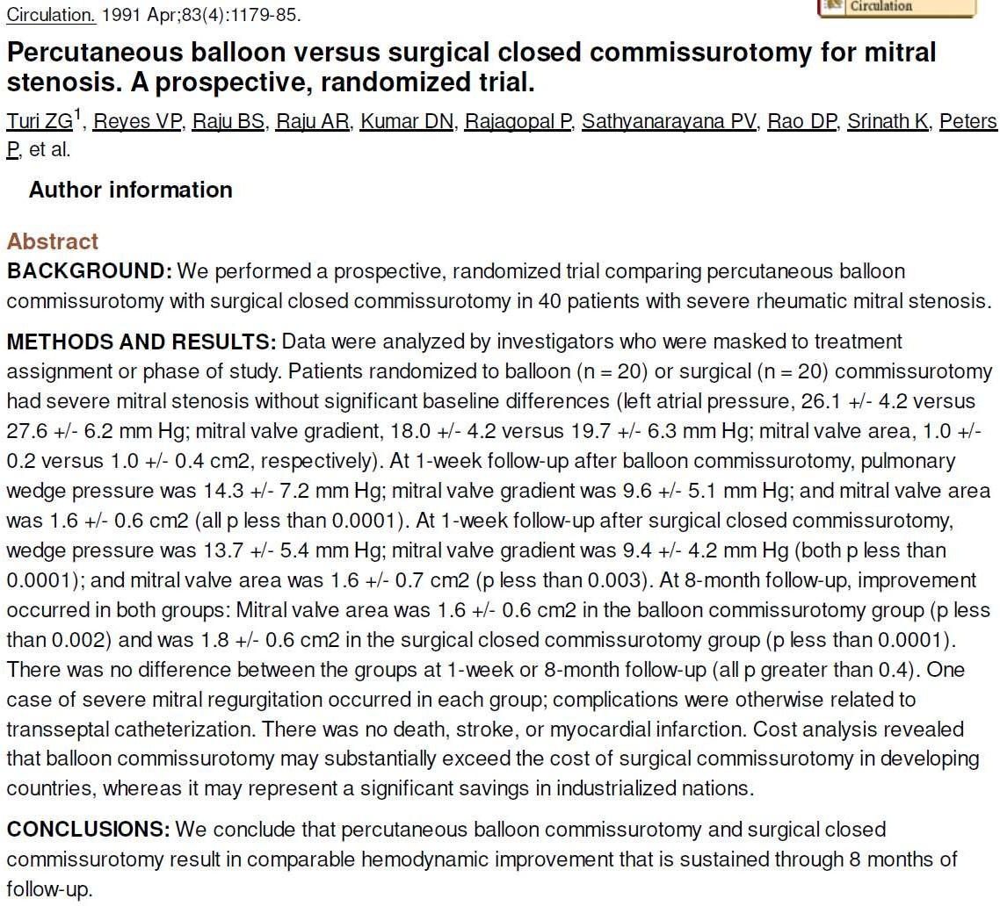 Circulation. 1991 Apr;83(4):1179-85.
Circulation
Percutaneous balloon versus surgical closed commissurotomy for mitral
stenosis. A prospective, randomized trial.
Turi ZG1, Reyes VP, Raju BS, Raju AR, Kumar DN, Rajagopal P, Sathyanarayana PV, Rao DP, Srinath K, Peters
P, et al.
Author information
Abstract
BACKGROUND: We performed a prospective, randomized trial comparing percutaneous balloon
commissurotomy with surgical closed commissurotomy in 40 patients with severe rheumatic mitral stenosis.
METHODS AND RESULTS: Data were analyzed by investigators who were masked to treatment
assignment or phase of study. Patients randomized to balloon (n = 20) or surgical (n = 20) commissurotomy
had severe mitral stenosis without significant baseline differences (left atrial pressure, 26.1 +/- 4.2 versus
27.6 +/- 6.2 mm Hg; mitral valve gradient, 18.0 +/- 4.2 versus 19.7 +/- 6.3 mm Hg; mitral valve area, 1.0 +/-
0.2 versus 1.0 +/- 0.4 cm2, respectively). At 1-week follow-up after balloon commissurotomy, pulmonary
wedge pressure was 14.3 +/- 7.2 mm Hg; mitral valve gradient was 9.6 +/- 5.1 mm Hg; and mitral valve area
was 1.6 +/- 0.6 cm2 (all p less than 0.0001). At 1-week follow-up after surgical closed commissurotomy,
wedge pressure was 13.7 +/- 5.4 mm Hg; mitral valve gradient was 9.4 +/- 4.2 mm Hg (both p less than
0.0001); and mitral valve area was 1.6 +/- 0.7 cm2 (p less than 0.003). At 8-month follow-up, improvement
occurred in both groups: Mitral valve area was 1.6 +/- 0.6 cm2 in the balloon commissurotomy group (p less
than 0.002) and was 1.8 +/- 0.6 cm2 in the surgical closed commissurotomy group (p less than 0.0001).
There was no difference between the groups at 1-week or 8-month follow-up (all p greater than 0.4). One
case of severe mitral regurgitation occurred in each group; complications were otherwise related to
transseptal catheterization. There was no death, stroke, or myocardial infarction. Cost analysis revealed
that balloon commissurotomy may substantially exceed the cost of surgical commissurotomy in developing
countries, whereas it may represent a significant savings in industrialized nations.
CONCLUSIONS: We conclude that percutaneous balloon commissurotomy and surgical closed
commissurotomy result in comparable hemodynamic improvement that is sustained through 8 months of
follow-up.